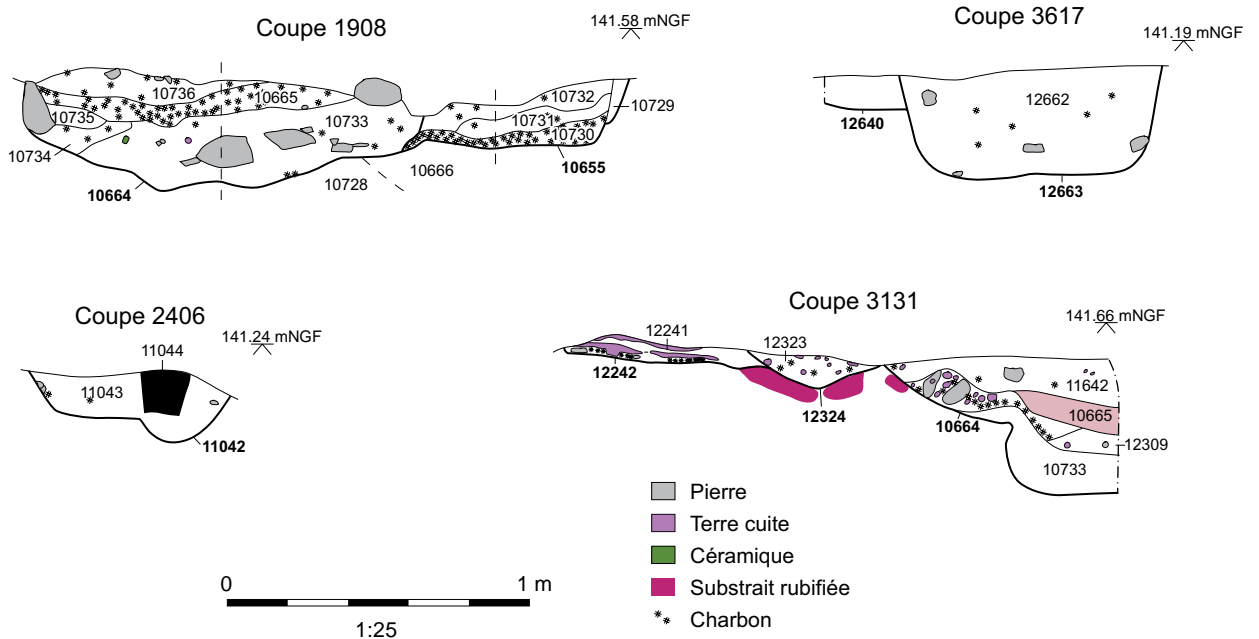 Coupe 1908
141.58 mNGF
10736
10665
10735
10733
10734
10664
10728
10666
10732
10731
10730
10729
10655
Coupe 3617
141.19 mNGF
12662
12640
12663
Coupe 2406
141.24 mNGF
11044
11043
11042
Coupe 3131
141.66 mNGF
12241
12323
12242
12324
11642
10665
10664
12309
10733
Pierre
Terre cuite
Céramique
Substrait rubifiée
Charbon
0 1 m
1:25